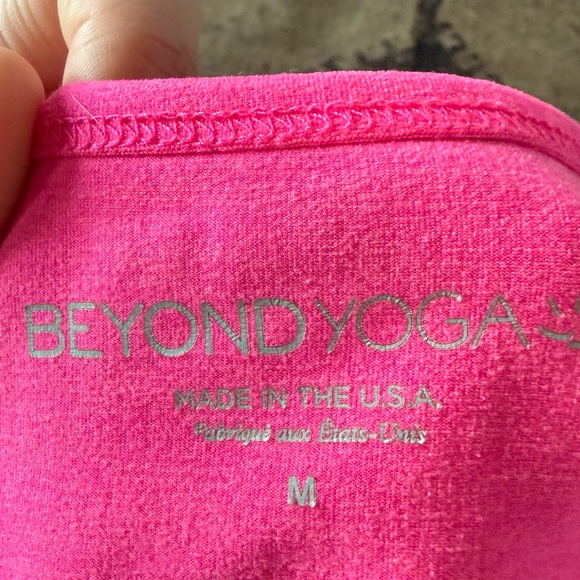 BEYOND YOGA
MADE IN THE U.S.A.
Fabriqué aux États-Unis
M